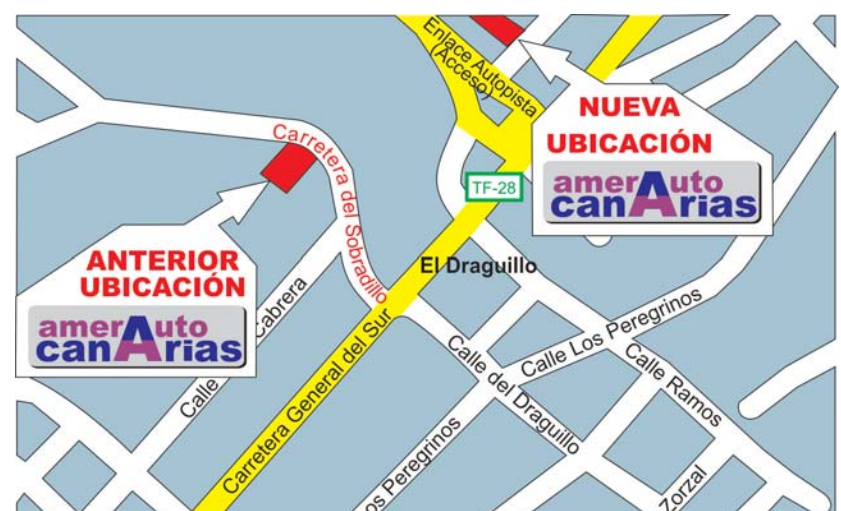 Enlace Autopista
(Acceso)
NUEVA
UBICACIÓN
amerAuto
canArias
Carretera del Sobradillo
TF-28
ANTERIOR
UBICACIÓN
amerAuto
canArias
El Draguillo
Calle Cabrera
Carretera General del Sur
Calle Los Peregrinos
Calle del Draguillo
Calle Ramos
Los Peregrinos
Zorzal